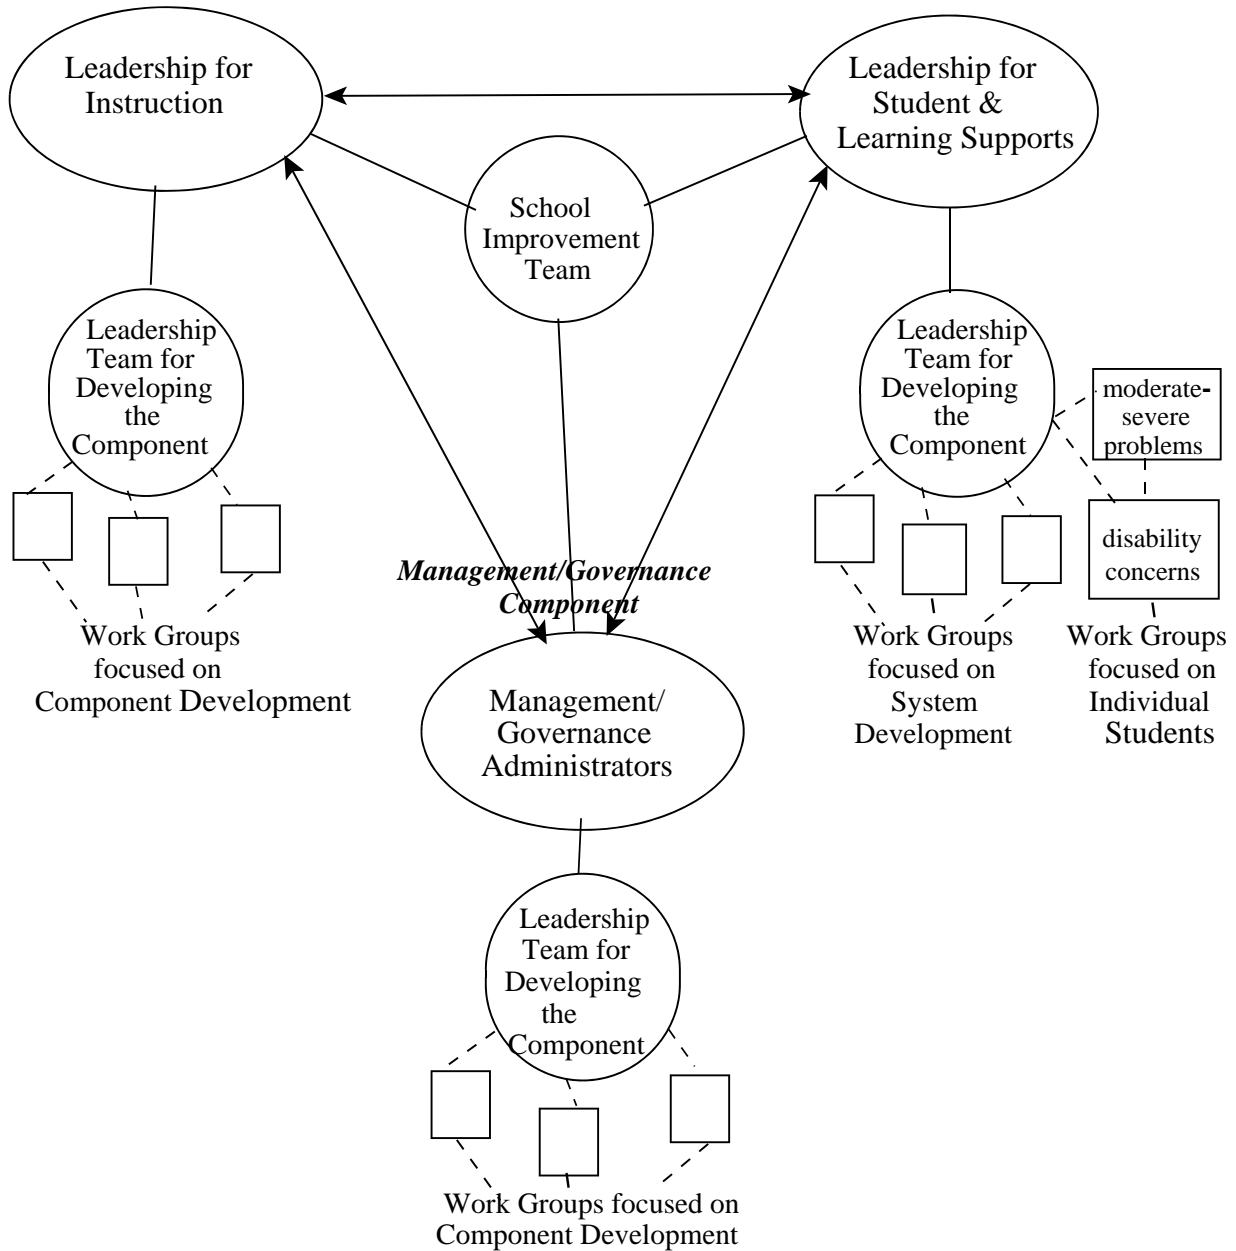 Leadership for
Instruction
Leadership for
Student &
Learning Supports
School
Improvement
Team
Leadership
Team for
Developing
the
Component
Leadership
Team for
Developing
the
Component
moderate-
severe
problems
disability
concerns
Management/Governance
Component
Work Groups
focused on
Component Development
Work Groups
focused on
System
Development
Work Groups
focused on
Individual
Students
Management/
Governance
Administrators
Leadership
Team for
Developing
the
Component
Work Groups focused on
Component Development